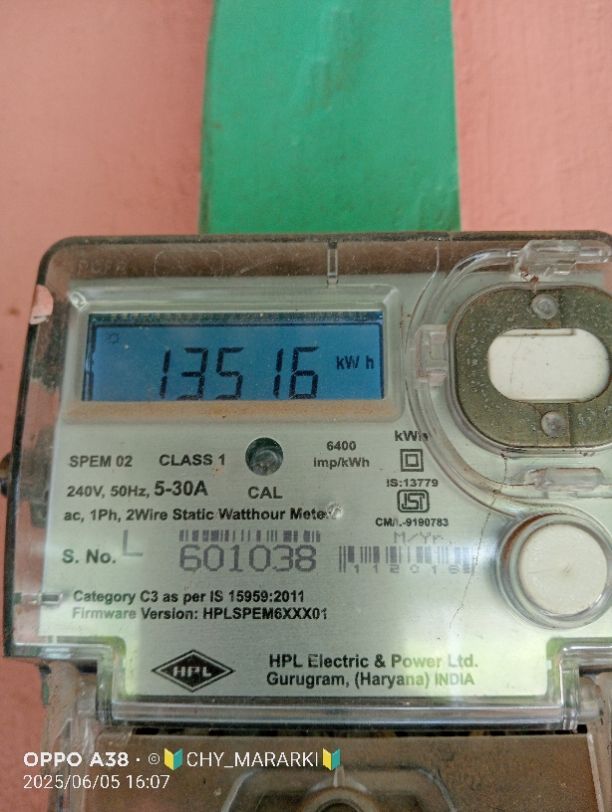 13516 kWh
SPEM 02 CLASS 1
6400
imp/kWh
kWh
240V, 50Hz, 5-30A
CAL
IS:13779
ac, 1Ph, 2Wire Static Watthour Meter
CM/L-9190783
M/Yr.
S. No. L 601038
Category C3 as per IS 15959:2011
Firmware Version: HPLSPEM6XXX01
HPL
HPL Electric & Power Ltd.
Gurugram, (Haryana) INDIA
OPPO A38 · © 🔰CHY_MARARKI🔰
2025/06/05 16:07